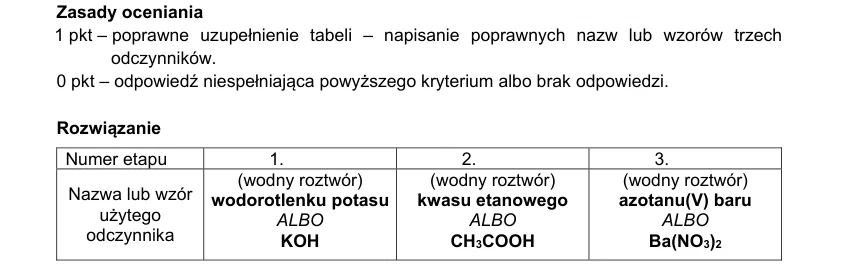 Zasady oceniania
1 pkt – poprawne uzupełnienie tabeli – napisanie poprawnych nazw lub wzorów trzech
odczynników.
0 pkt – odpowiedź niespełniająca powyższego kryterium albo brak odpowiedzi.
Rozwiązanie
Numer etapu 1. 2. 3.
Nazwa lub wzór użytego odczynnika
(wodny roztwór)
wodorotlenku potasu
ALBO
KOH
(wodny roztwór)
kwasu etanowego
ALBO
CH₃COOH
(wodny roztwór)
azotanu(V) baru
ALBO
Ba(NO₃)₂